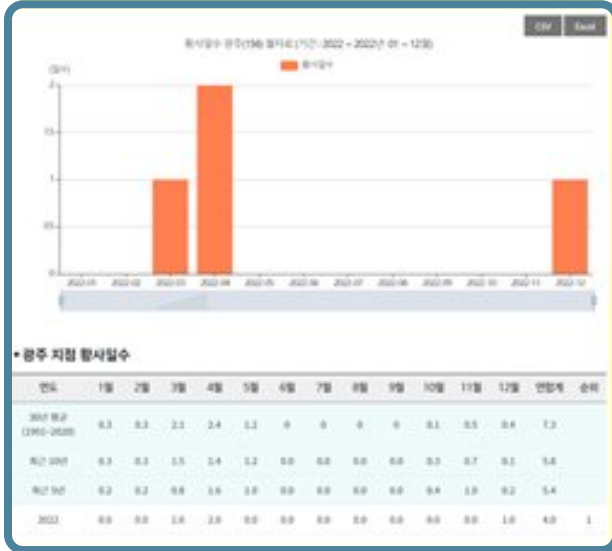 CSV Excel
황사일수 광주(156) 월자료 (기간 : 2022 ~ 2022년 01 ~ 12월)
(일수)
황사일수
2
1.5
1
0.5
0
2022-01 2022-02 2022-03 2022-04 2022-05 2022-06 2022-07 2022-08 2022-09 2022-10 2022-11 2022-12
• 광주 지점 황사일수
연도 1월 2월 3월 4월 5월 6월 7월 8월 9월 10월 11월 12월 연합계 순위
30년 평균
(1991~2020) 0.3 0.3 2.4 1.2 0 0 0 0 0.1 0.5 0.4 7.3
최근 10년 0.3 0.3 1.5 1.4 1.2 0.0 0.0 0.0 0.0 0.3 0.7 0.1 5.8
최근 5년 0.2 0.2 0.8 1.6 1.0 0.0 0.0 0.0 0.0 0.4 1.0 0.2 5.4
2022 0.0 0.0 1.0 2.0 0.0 0.0 0.0 0.0 0.0 0.0 0.0 1.0 4.0 1